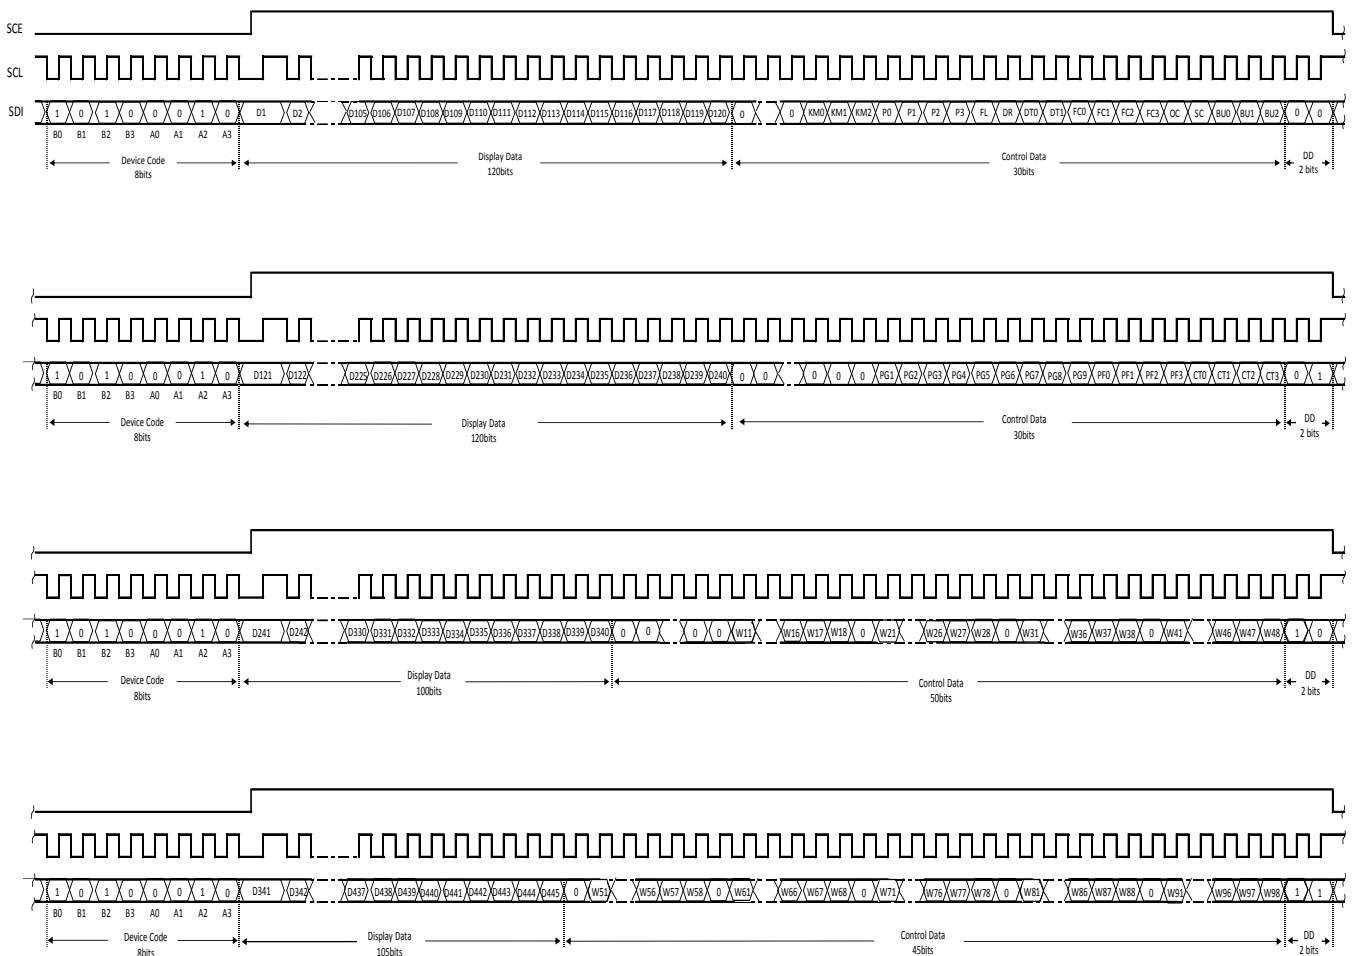 SCE
SCL
SDI 1 0 1 0 0 0 1 0 D1 D2 D105 D106 D107 D108 D109 D110 D111 D112 D113 D114 D115 D116 D117 D118 D119 D120 0 0 KM0 KM1 KM2 P0 P1 P2 P3 FL DR DT0 DT1 FC0 FC1 FC2 FC3 OC SC BU0 BU1 BU2 0 0
B0 B1 B2 B3 A0 A1 A2 A3
Device Code Display Data Control Data DD
8bits 120bits 30bits 2 bits
1 0 1 0 0 0 1 0 D121 D122 D225 D226 D227 D228 D229 D230 D231 D232 D233 D234 D235 D236 D237 D238 D239 D240 0 0 0 0 0 PG1 PG2 PG3 PG4 PG5 PG6 PG7 PG8 PG9 PF0 PF1 PF2 PF3 CT0 CT1 CT2 CT3 0 1
B0 B1 B2 B3 A0 A1 A2 A3
Device Code Display Data Control Data DD
8bits 120bits 30bits 2 bits
1 0 1 0 0 0 1 0 D241 D242 D330 D331 D332 D333 D334 D335 D336 D337 D338 D339 D340 0 0 0 0 W11 W16 W17 W18 0 W21 W26 W27 W28 0 W31 W36 W37 W38 0 W41 W46 W47 W48 1 0
B0 B1 B2 B3 A0 A1 A2 A3
Device Code Display Data Control Data DD
8bits 100bits 50bits 2 bits
1 0 1 0 0 0 1 0 D341 D342 D437 D438 D439 D440 D441 D442 D443 D444 D445 0 W51 W56 W57 W58 0 W61 W66 W67 W68 0 W71 W76 W77 W78 0 W81 W86 W87 W88 0 W91 W96 W97 W98 1 1
B0 B1 B2 B3 A0 A1 A2 A3
Device Code Display Data Control Data DD
8bits 105bits 45bits 2 bits